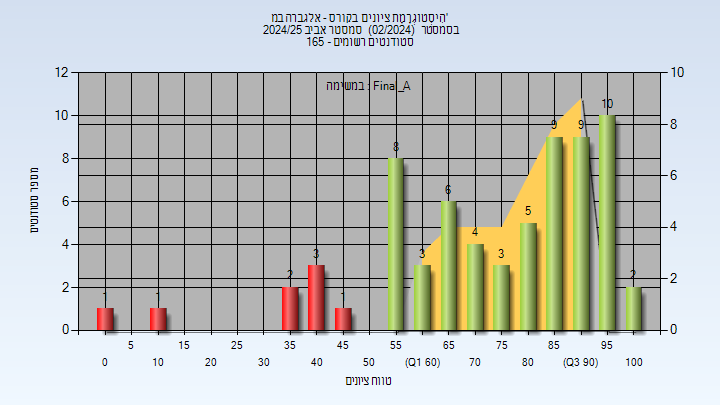 היסטוגרמת ציונים בקורס - אלגברה במ'
בסמסטר (02/2024) סמסטר אביב 2024/25
סטודנטים רשומים - 165
במשימה : Final_A
מספר סטודנטים
12 10 8 6 4 2 0
10 8 6 4 2 0
1 1 2 3 1 8 3 6 4 3 5 9 9 10 2
5 15 25 35 45 55 65 75 85 95
0 10 20 30 40 50 (Q1 60) 70 80 (Q3 90) 100
טווח ציונים